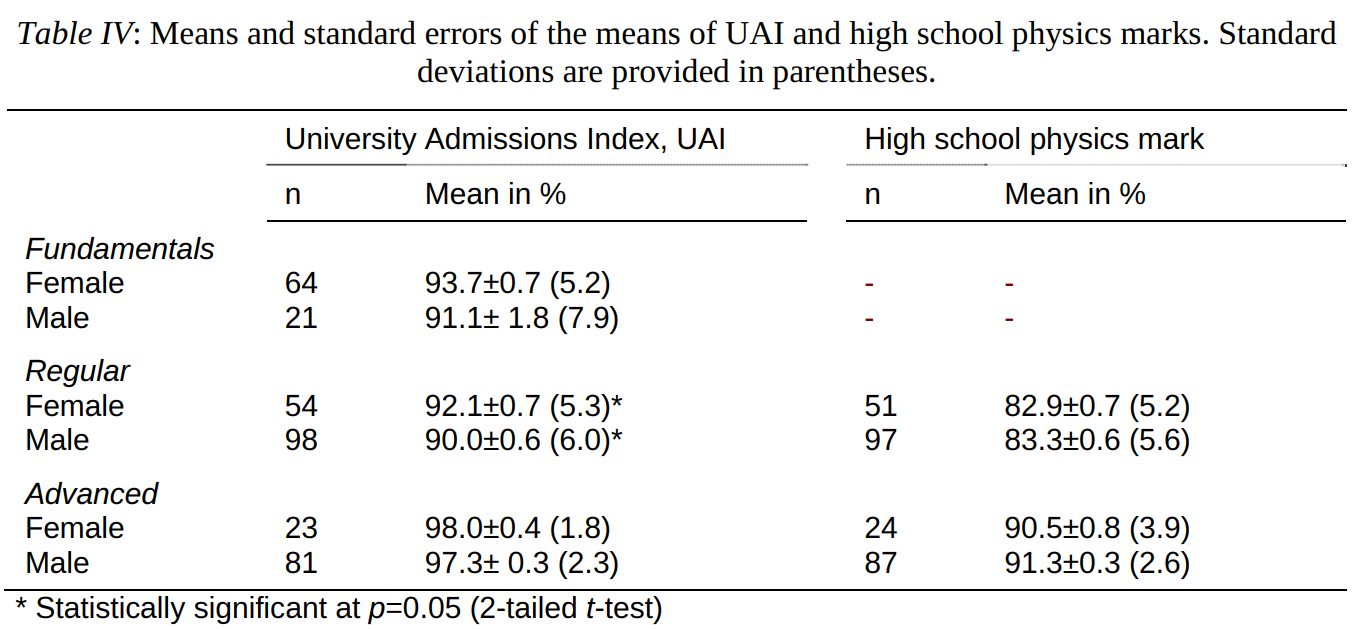 Table IV: Means and standard errors of the means of UAI and high school physics marks. Standard
deviations are provided in parentheses.
University Admissions Index, UAI High school physics mark
n Mean in % n Mean in %
Fundamentals
Female 64 93.7±0.7 (5.2) - -
Male 21 91.1± 1.8 (7.9) - -
Regular
Female 54 92.1±0.7 (5.3)* 51 82.9±0.7 (5.2)
Male 98 90.0±0.6 (6.0)* 97 83.3±0.6 (5.6)
Advanced
Female 23 98.0±0.4 (1.8) 24 90.5±0.8 (3.9)
Male 81 97.3± 0.3 (2.3) 87 91.3±0.3 (2.6)
* Statistically significant at p=0.05 (2-tailed t-test)